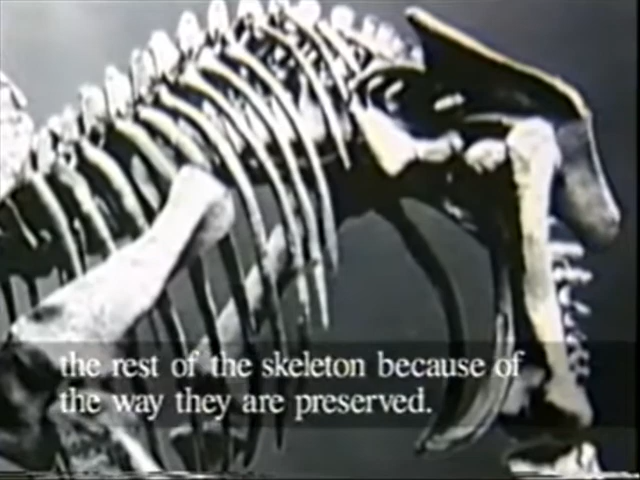 the rest of the skeleton because of
the way they are preserved.